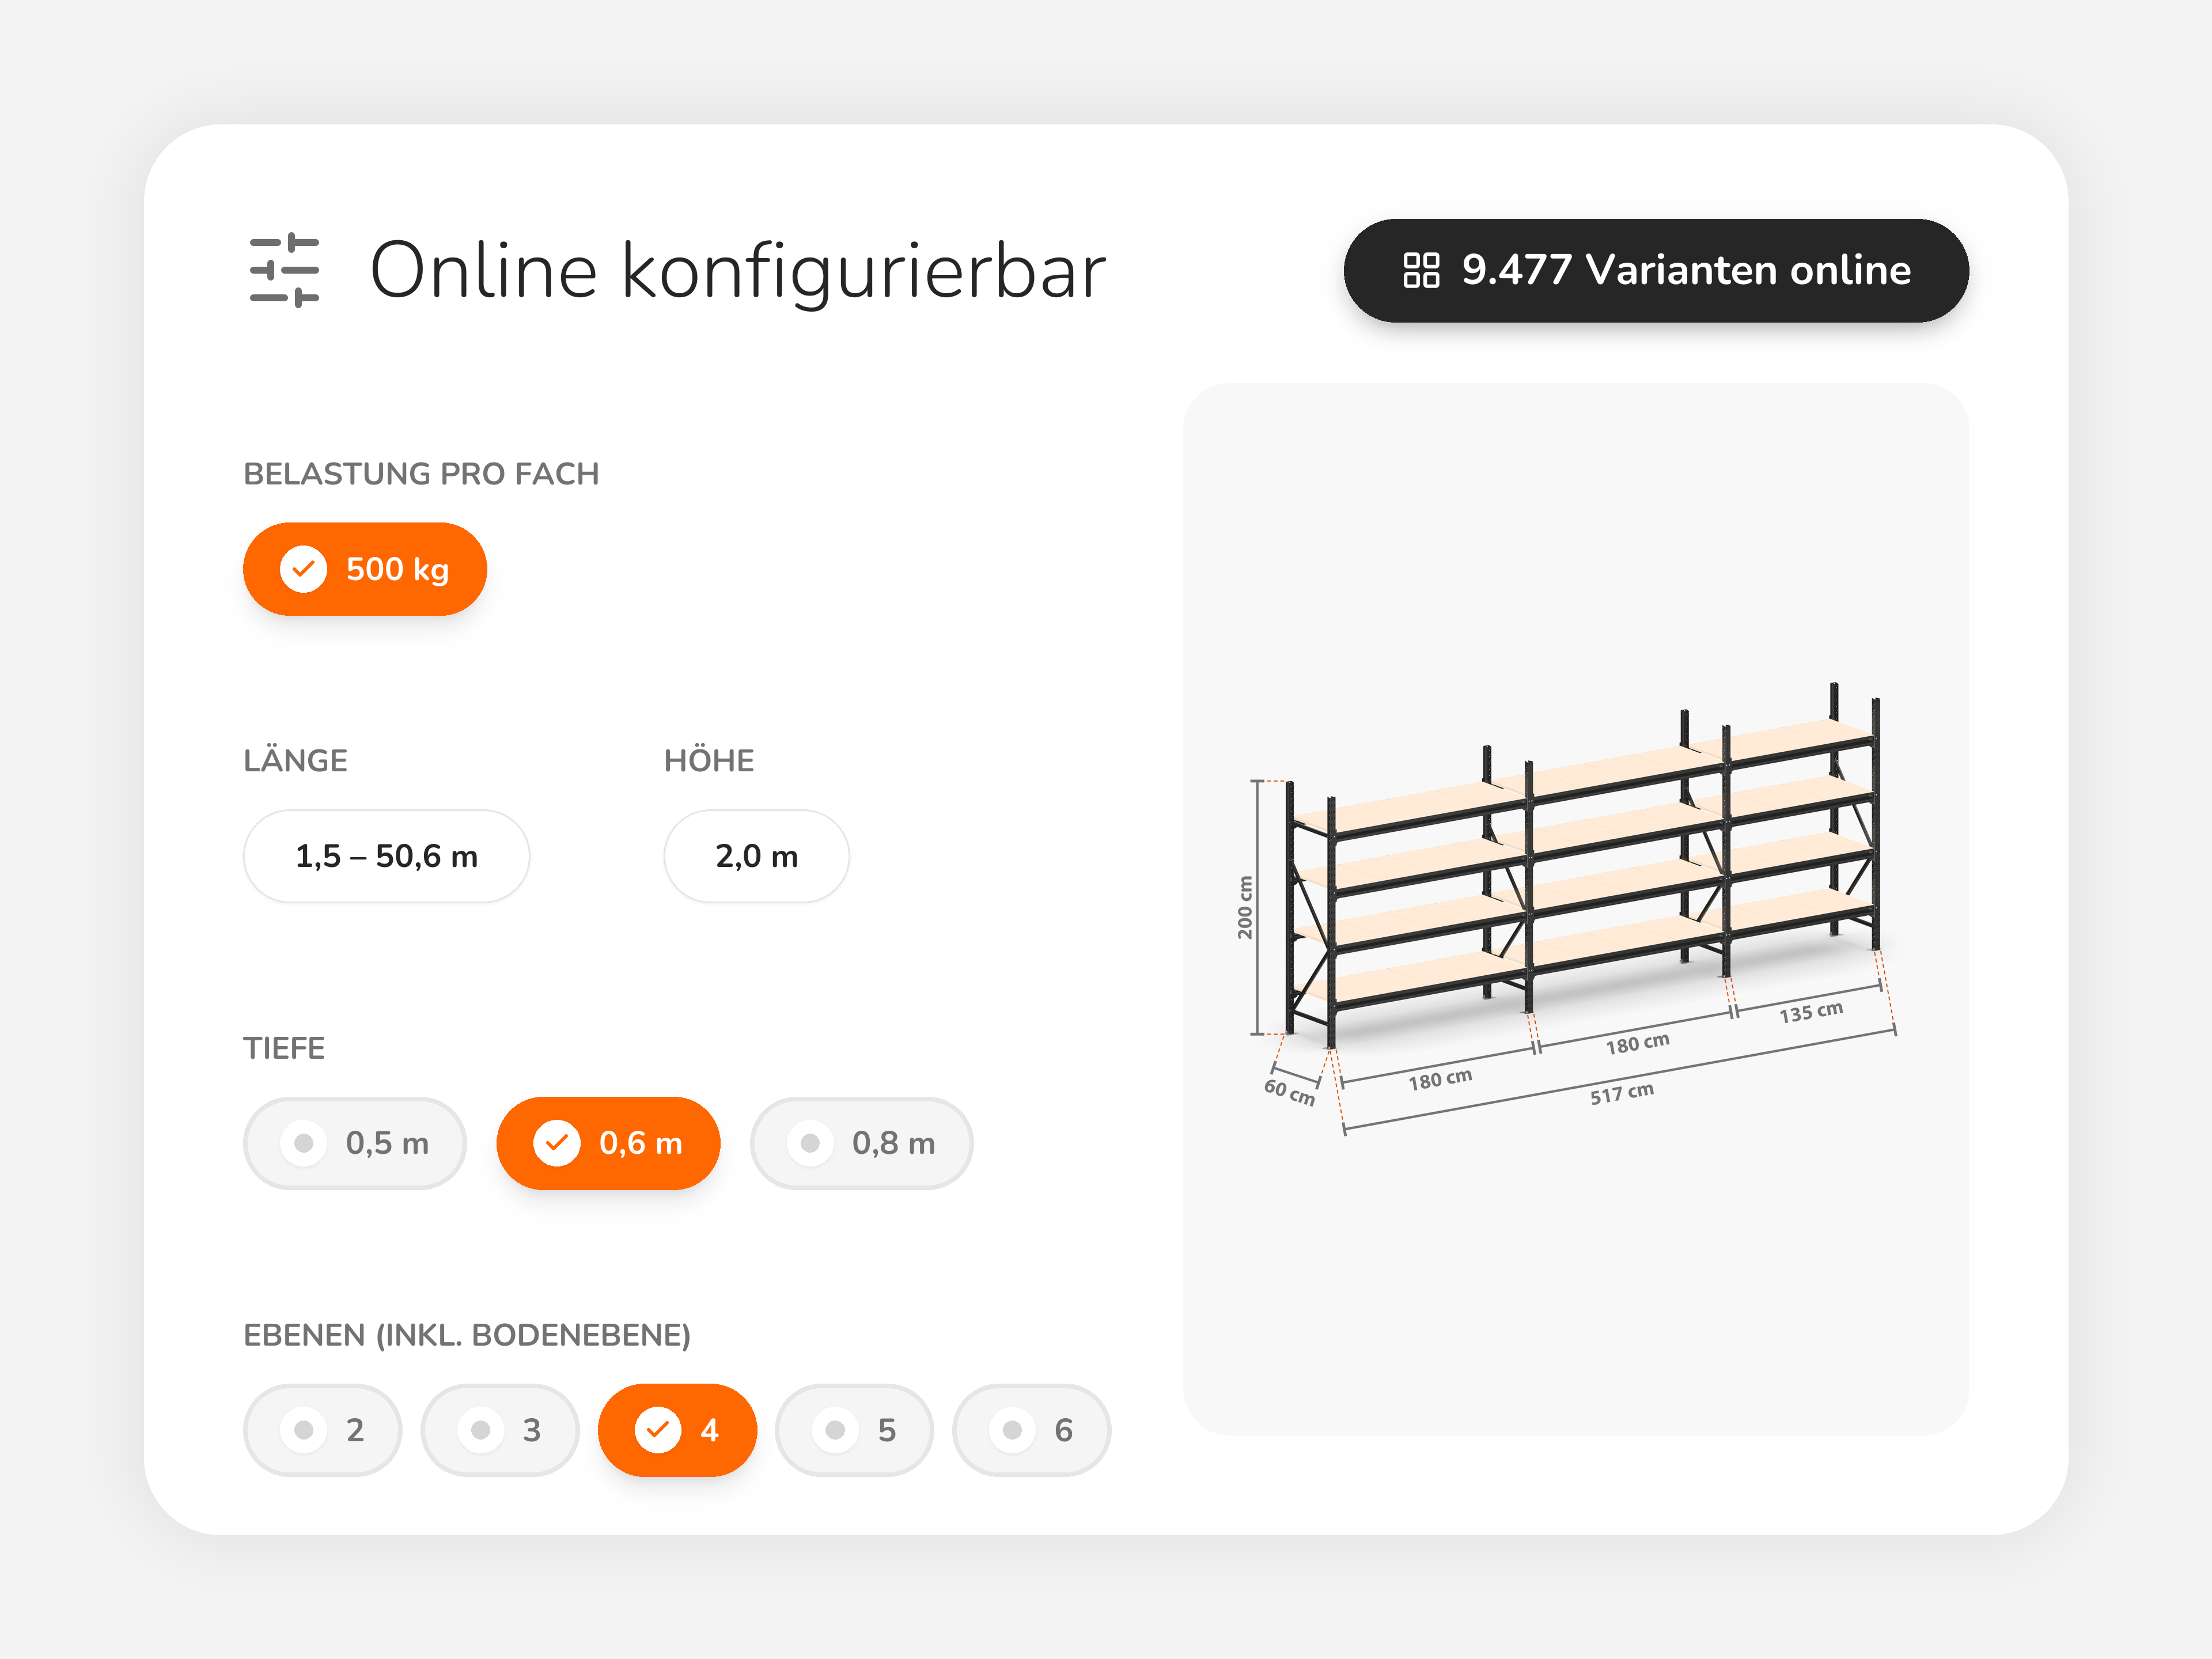 Online konfigurierbar
9.477 Varianten online
BELASTUNG PRO FACH
500 kg
LÄNGE
HÖHE
1,5 – 50,6 m
2,0 m
TIEFE
0,5 m
0,6 m
0,8 m
EBENEN (INKL. BODENEBENE)
2
3
4
5
6
200 cm
60 cm
180 cm
180 cm
135 cm
517 cm